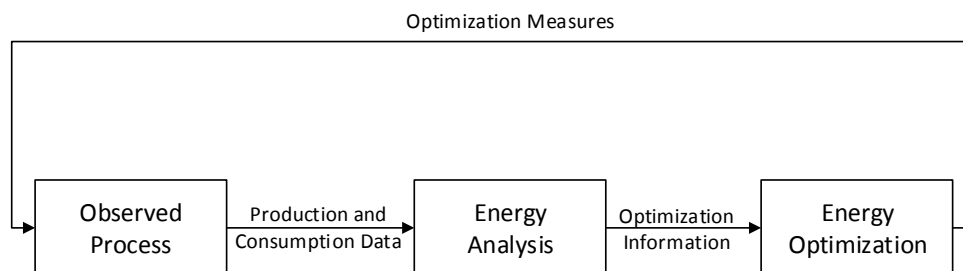 Optimization Measures
Observed
Process
Production and
Consumption Data
Energy
Analysis
Optimization
Information
Energy
Optimization